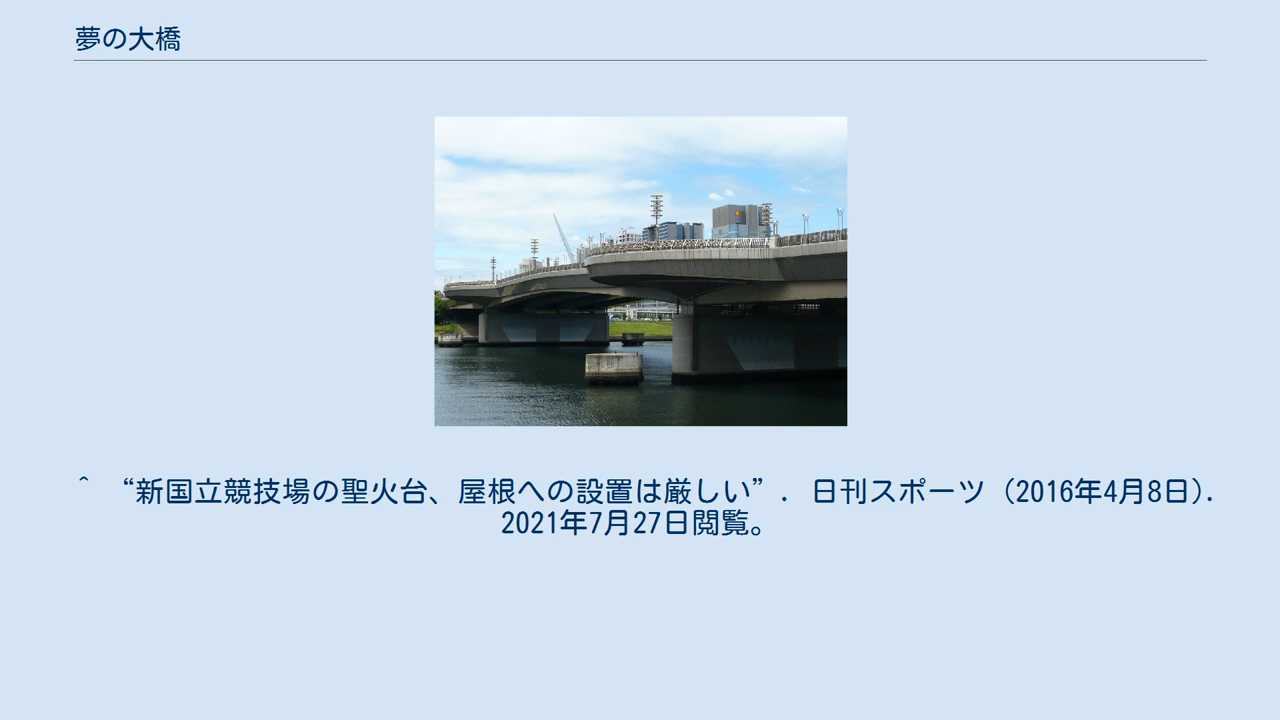 夢の大橋
^ “新国立競技場の聖火台、屋根への設置は厳しい”. 日刊スポーツ (2016年4月8日).
2021年7月27日閲覧。